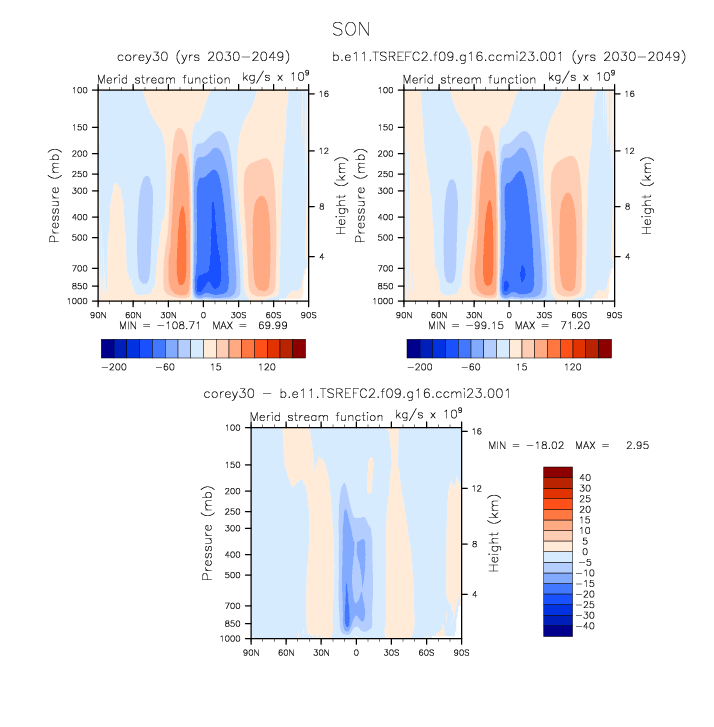 SON
corey30 (yrs 2030-2049)
b.e11.TSREFC2.f09.g16.ccmi23.001 (yrs 2030-2049)
Merid stream function kg/s x 10⁹
Merid stream function kg/s x 10⁹
Pressure (mb)
100
150
200
250
300
400
500
700
850
1000
16
12
8
4
Height (km)
90N 60N 30N 0 30S 60S 90S
MIN = -108.71 MAX = 69.99
-200 -60 15 120
Pressure (mb)
100
150
200
250
300
400
500
700
850
1000
16
12
8
4
Height (km)
90N 60N 30N 0 30S 60S 90S
MIN = -99.15 MAX = 71.20
-200 -60 15 120
corey30 - b.e11.TSREFC2.f09.g16.ccmi23.001
Merid stream function kg/s x 10⁹
Pressure (mb)
100
150
200
250
300
400
500
700
850
1000
16
12
8
4
Height (km)
90N 60N 30N 0 30S 60S 90S
MIN = -18.02 MAX = 2.95
40
30
25
20
15
10
5
0
-5
-10
-15
-20
-25
-30
-40